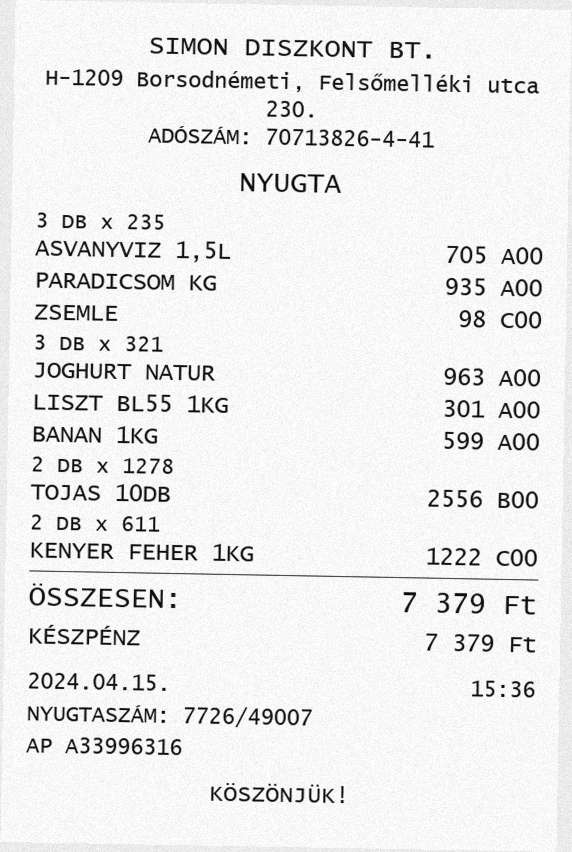 SIMON DISZKONT BT.
H-1209 Borsodnémeti, Felsőmelléki utca
230.
ADÓSZÁM: 70713826-4-41
NYUGTA
3 DB x 235
ASVANYVIZ 1,5L 705 A00
PARADICSOM KG 935 A00
ZSEMLE 98 C00
3 DB x 321
JOGHURT NATUR 963 A00
LISZT BL55 1KG 301 A00
BANAN 1KG 599 A00
2 DB x 1278
TOJAS 10DB 2556 B00
2 DB x 611
KENYER FEHER 1KG 1222 C00
ÖSSZESEN: 7 379 Ft
KÉSZPÉNZ 7 379 Ft
2024.04.15. 15:36
NYUGTASZÁM: 7726/49007
AP A33996316
KÖSZÖNJÜK!